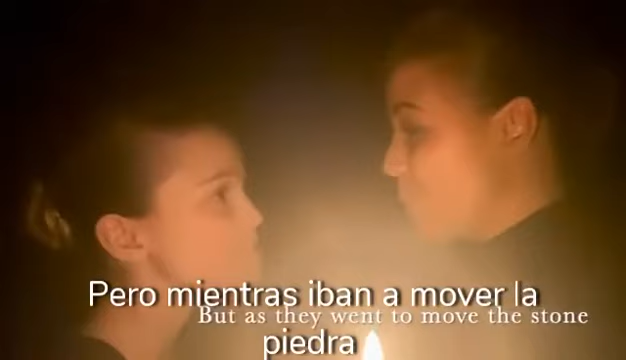 Pero mientras iban a mover la
But as they went to move the stone
piedra